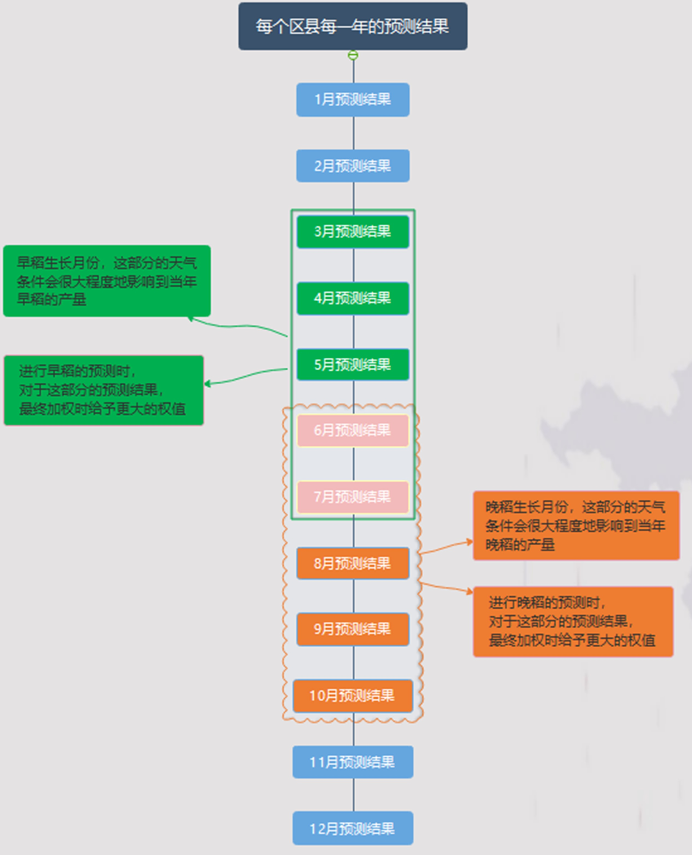 每个区县每一年的预测结果
1月预测结果
2月预测结果
3月预测结果
早稻生长月份，这部分的天气
条件会很大程度地影响到当年
早稻的产量
4月预测结果
5月预测结果
进行早稻的预测时，
对于这部分的预测结果，
最终加权时给予更大的权值
6月预测结果
7月预测结果
晚稻生长月份，这部分的天气
条件会很大程度地影响到当年
晚稻的产量
8月预测结果
进行晚稻的预测时，
对于这部分的预测结果，
最终加权时给予更大的权值
9月预测结果
10月预测结果
11月预测结果
12月预测结果